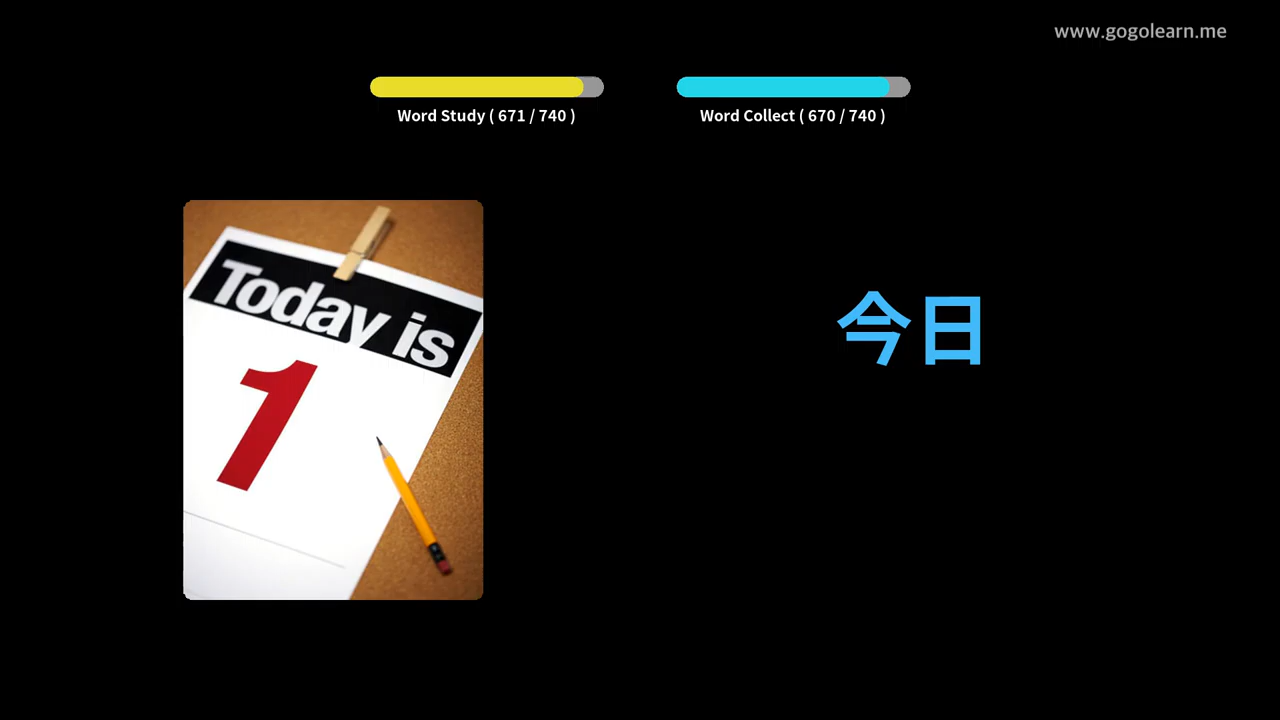 www.gogolearn.me
Word Study ( 671 / 740 )
Word Collect ( 670 / 740 )
Today is
1
今日